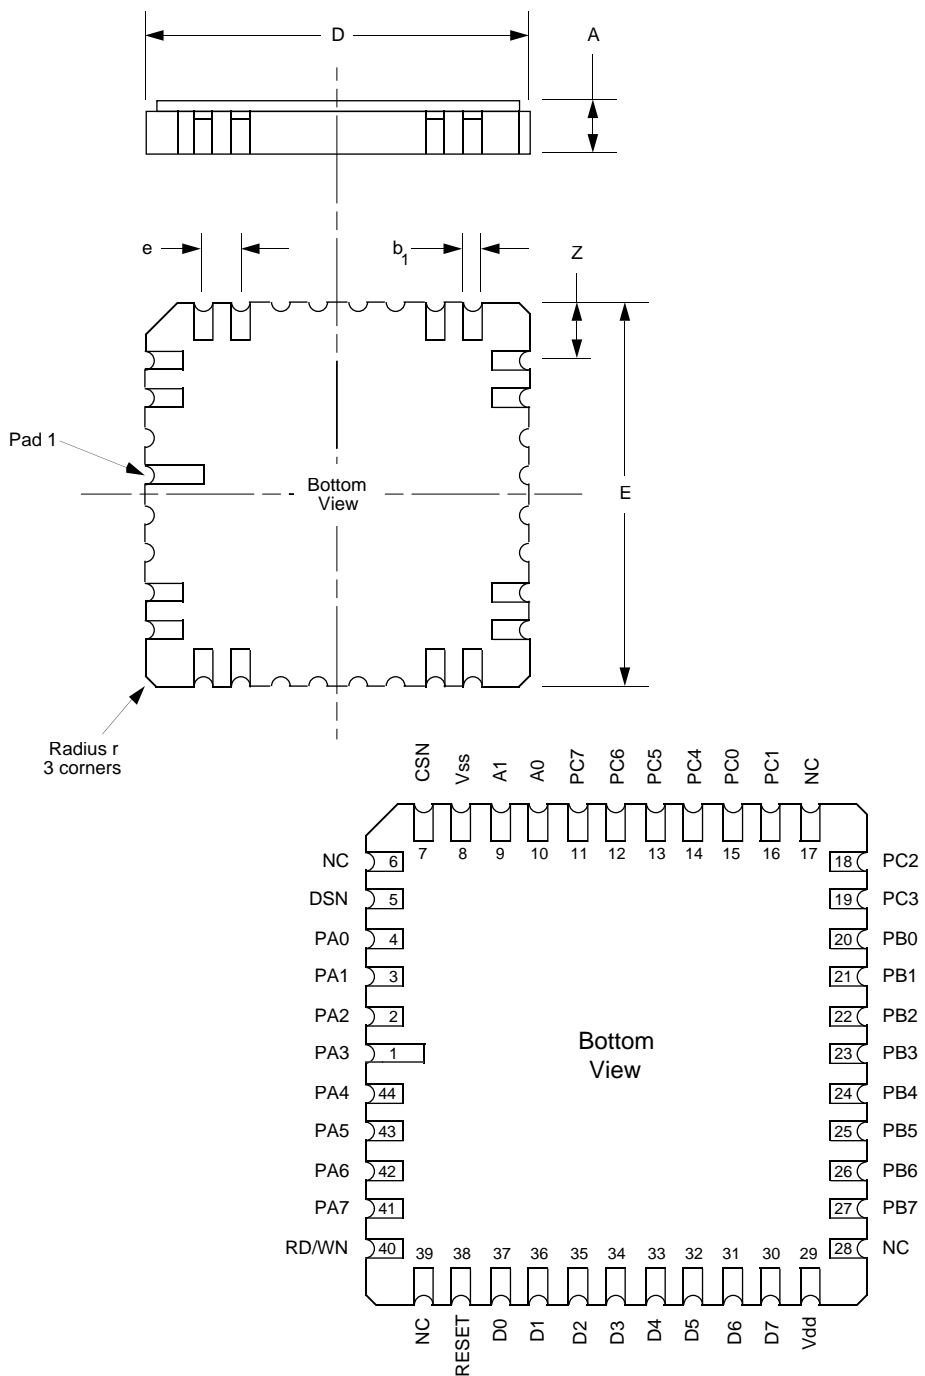 D
A
e
b1
Z
Pad 1
Bottom
View
E
Radius r
3 corners
CSN
Vss
A1
A0
PC7
PC6
PC5
PC4
PC0
PC1
NC
7 8 9 10 11 12 13 14 15 16 17
NC 6 18 PC2
DSN 5 19 PC3
PA0 4 20 PB0
PA1 3 21 PB1
PA2 2 22 PB2
PA3 1 23 PB3
Bottom
View
PA4 44 24 PB4
PA5 43 25 PB5
PA6 42 26 PB6
PA7 41 27 PB7
RD/WN 40 28 NC
39 38 37 36 35 34 33 32 31 30 29
NC
RESET
D0
D1
D2
D3
D4
D5
D6
D7
Vdd